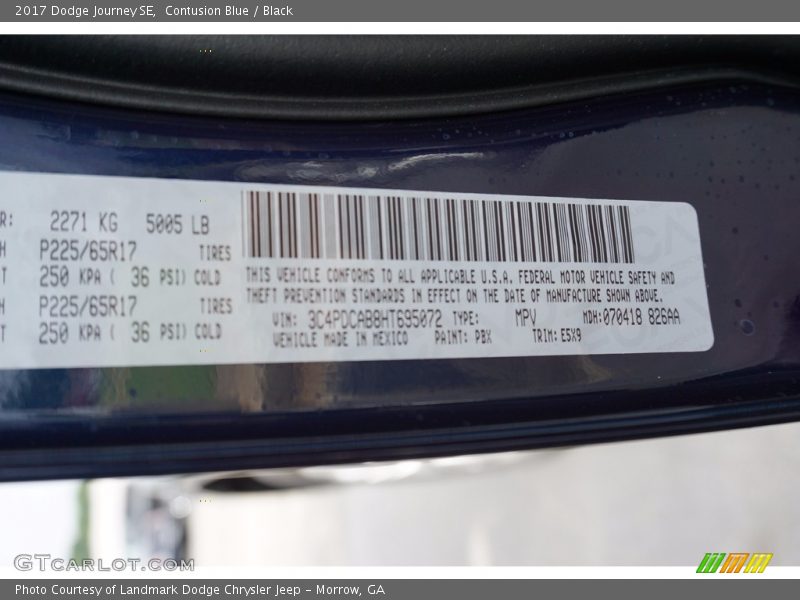 2017 Dodge Journey SE, Contusion Blue / Black
R: 2271 KG 5005 LB
H P225/65R17 TIRES
T 250 KPA ( 36 PSI) COLD
H P225/65R17 TIRES
T 250 KPA ( 36 PSI) COLD
THIS VEHICLE CONFORMS TO ALL APPLICABLE U.S.A. FEDERAL MOTOR VEHICLE SAFETY AND
THEFT PREVENTION STANDARDS IN EFFECT ON THE DATE OF MANUFACTURE SHOWN ABOVE.
VIN: 3C4PDCAB8HT695072 TYPE: MPV MDH:070418 826AA
VEHICLE MADE IN MEXICO PAINT: PBX TRIM: E5X9
GTcarlot.com
Photo Courtesy of Landmark Dodge Chrysler Jeep – Morrow, GA